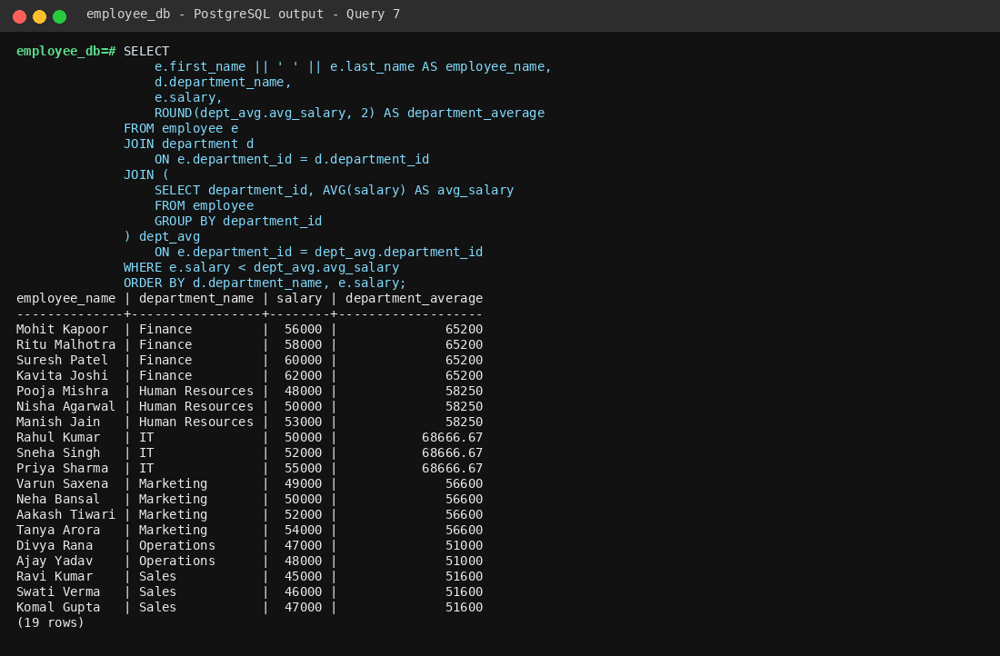 employee_db - PostgreSQL output - Query 7
employee_db=# SELECT
                  e.first_name || ' ' || e.last_name AS employee_name,
                  d.department_name,
                  e.salary,
                  ROUND(dept_avg.avg_salary, 2) AS department_average
              FROM employee e
              JOIN department d
                  ON e.department_id = d.department_id
              JOIN (
                  SELECT department_id, AVG(salary) AS avg_salary
                  FROM employee
                  GROUP BY department_id
              ) dept_avg
                  ON e.department_id = dept_avg.department_id
              WHERE e.salary < dept_avg.avg_salary
              ORDER BY d.department_name, e.salary;
employee_name | department_name | salary | department_average
--------------+-----------------+--------+-------------------
Mohit Kapoor  | Finance         |  56000 |              65200
Ritu Malhotra | Finance         |  58000 |              65200
Suresh Patel  | Finance         |  60000 |              65200
Kavita Joshi  | Finance         |  62000 |              65200
Pooja Mishra  | Human Resources |  48000 |              58250
Nisha Agarwal | Human Resources |  50000 |              58250
Manish Jain   | Human Resources |  53000 |              58250
Rahul Kumar   | IT              |  50000 |           68666.67
Sneha Singh   | IT              |  52000 |           68666.67
Priya Sharma  | IT              |  55000 |           68666.67
Varun Saxena  | Marketing       |  49000 |              56600
Neha Bansal   | Marketing       |  50000 |              56600
Aakash Tiwari | Marketing       |  52000 |              56600
Tanya Arora   | Marketing       |  54000 |              56600
Divya Rana    | Operations      |  47000 |              51000
Ajay Yadav    | Operations      |  48000 |              51000
Ravi Kumar    | Sales           |  45000 |              51600
Swati Verma   | Sales           |  46000 |              51600
Komal Gupta   | Sales           |  47000 |              51600
(19 rows)